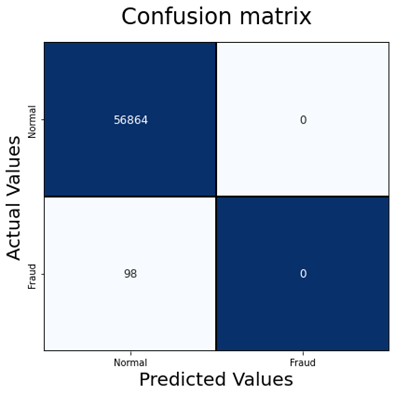 Confusion matrix
Actual Values
Normal
56864
0
Fraud
98
0
Normal
Fraud
Predicted Values